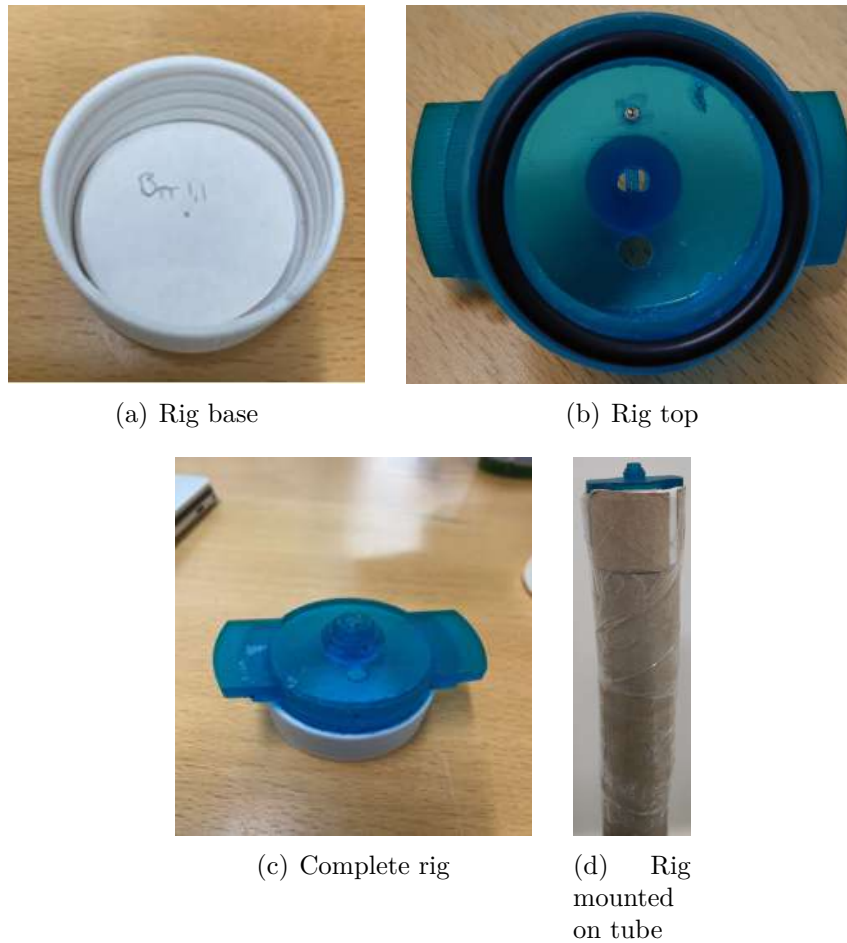 (a) Rig base
(b) Rig top
(c) Complete rig
(d) Rig
mounted
on tube